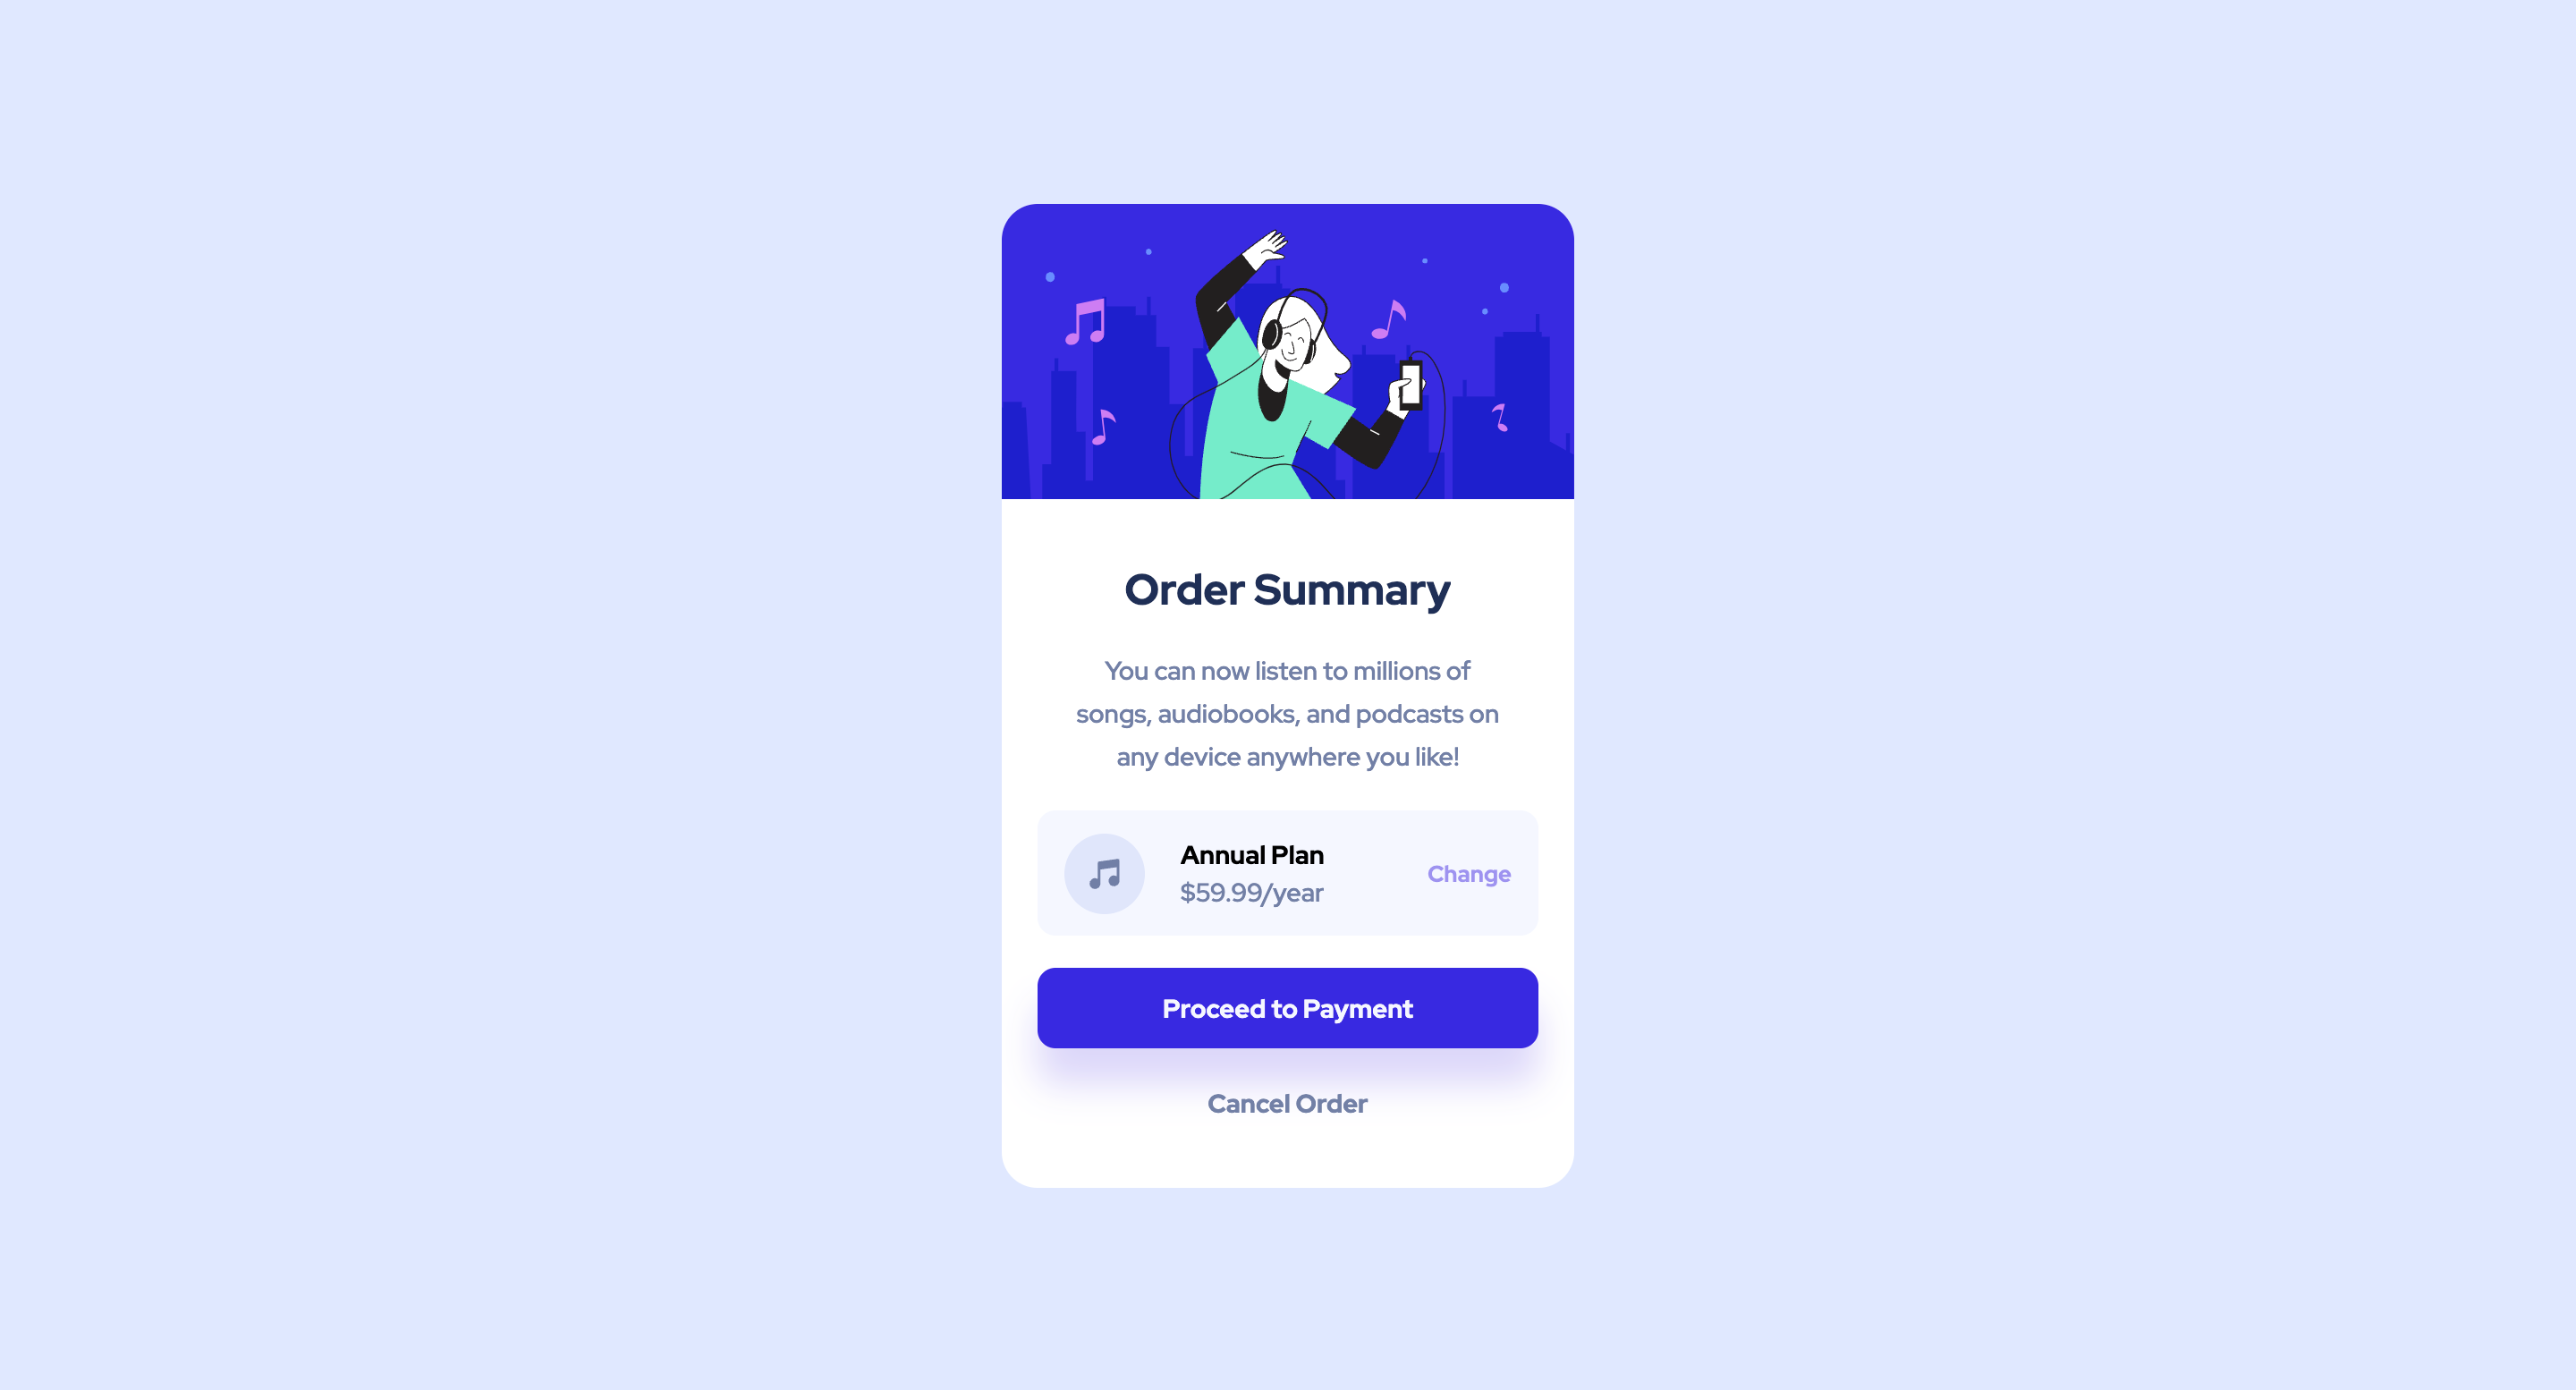 Order Summary
You can now listen to millions of
songs, audiobooks, and podcasts on
any device anywhere you like!
Annual Plan
$59.99/year
Change
Proceed to Payment
Cancel Order